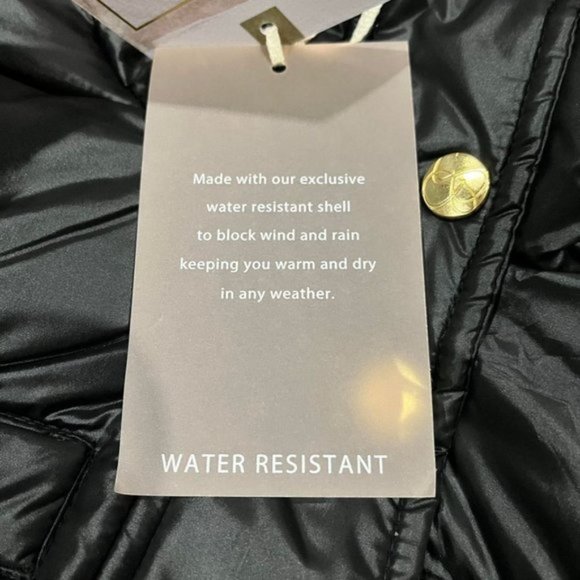 Made with our exclusive
water resistant shell
to block wind and rain
keeping you warm and dry
in any weather.
WATER RESISTANT